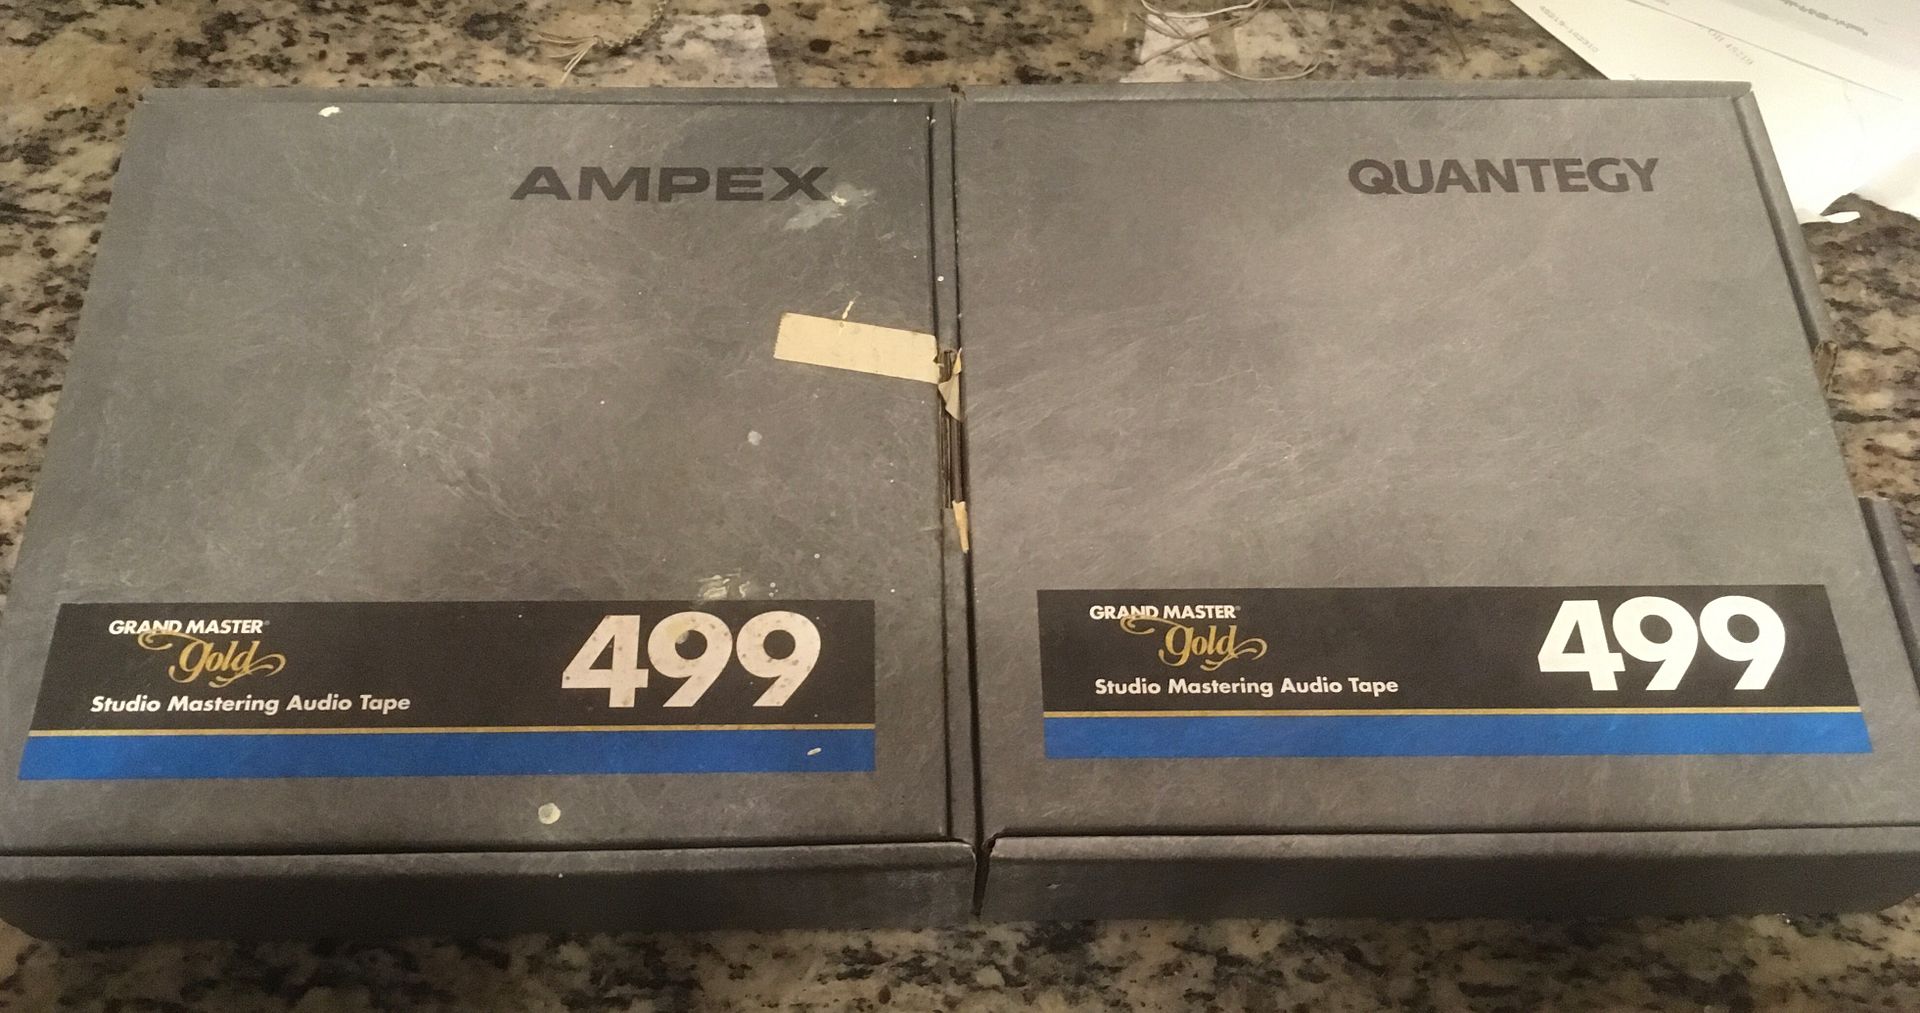 AMPEX
GRAND MASTER®
gold
499
Studio Mastering Audio Tape
QUANTEGY
GRAND MASTER®
gold
499
Studio Mastering Audio Tape